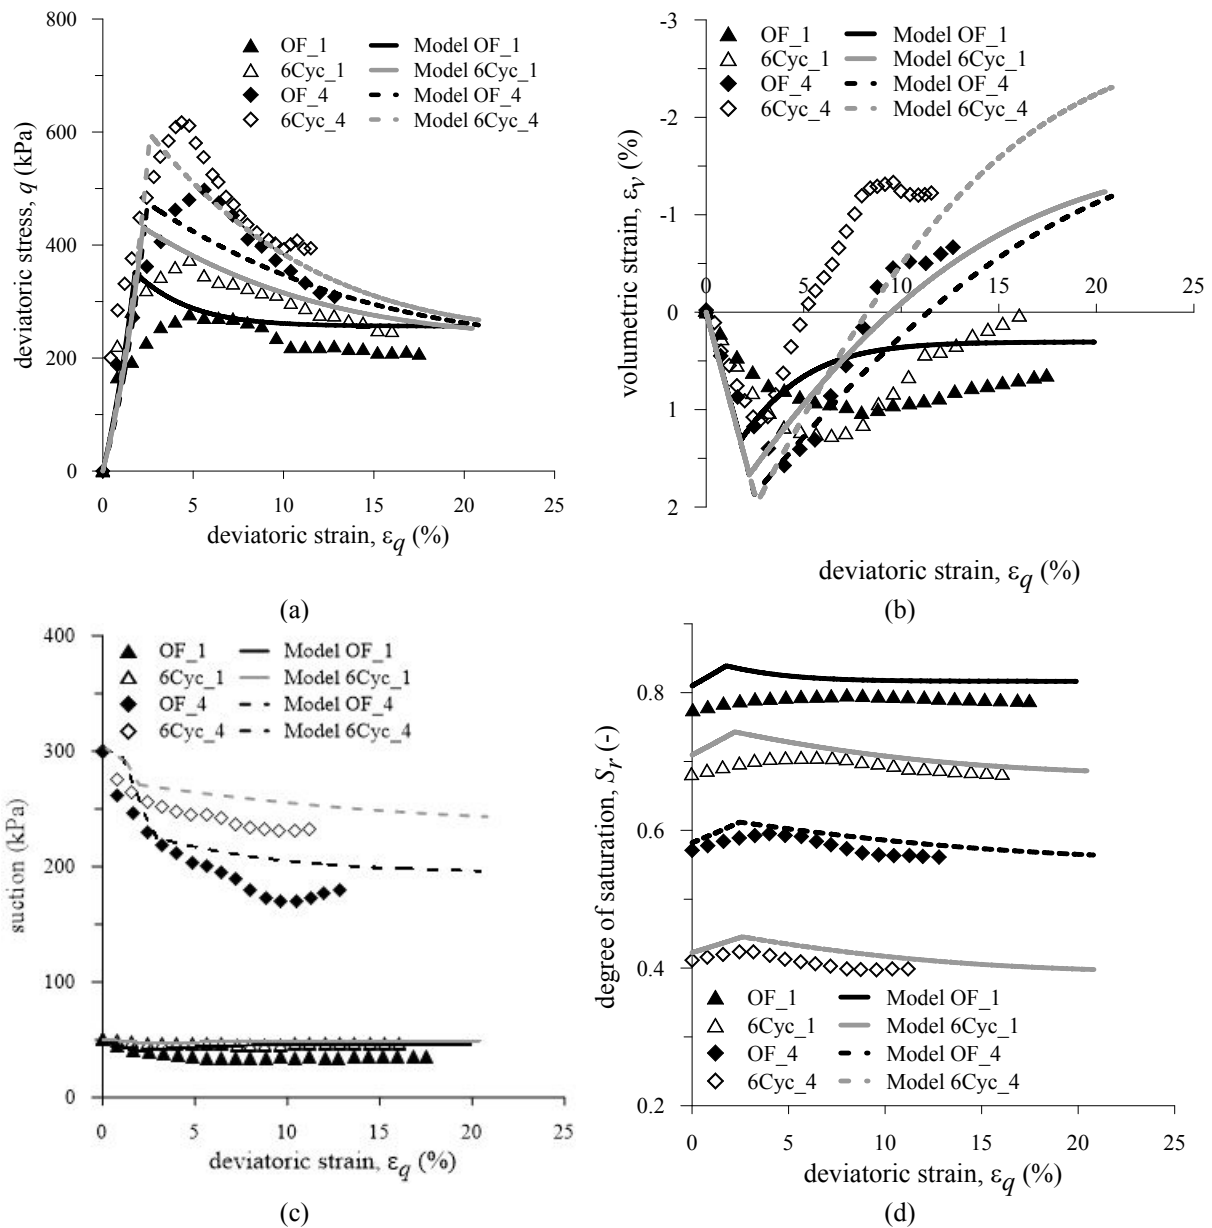 800
600
400
200
0
deviatoric stress, q (kPa)
OF_1 Model OF_1
6Cyc_1 Model 6Cyc_1
OF_4 Model OF_4
6Cyc_4 Model 6Cyc_4
0 5 10 15 20 25
deviatoric strain, εq (%)
(a)
-3
-2
-1
0
1
2
volumetric strain, εv (%)
OF_1 Model OF_1
6Cyc_1 Model 6Cyc_1
OF_4 Model OF_4
6Cyc_4 Model 6Cyc_4
0 5 10 15 20 25
deviatoric strain, εq (%)
(b)
400
300
200
100
0
suction (kPa)
OF_1 Model OF_1
6Cyc_1 Model 6Cyc_1
OF_4 Model OF_4
6Cyc_4 Model 6Cyc_4
0 5 10 15 20 25
deviatoric strain, εq (%)
(c)
0.8
0.6
0.4
0.2
degree of saturation, Sr (-)
OF_1 Model OF_1
6Cyc_1 Model 6Cyc_1
OF_4 Model OF_4
6Cyc_4 Model 6Cyc_4
0 5 10 15 20 25
deviatoric strain, εq (%)
(d)